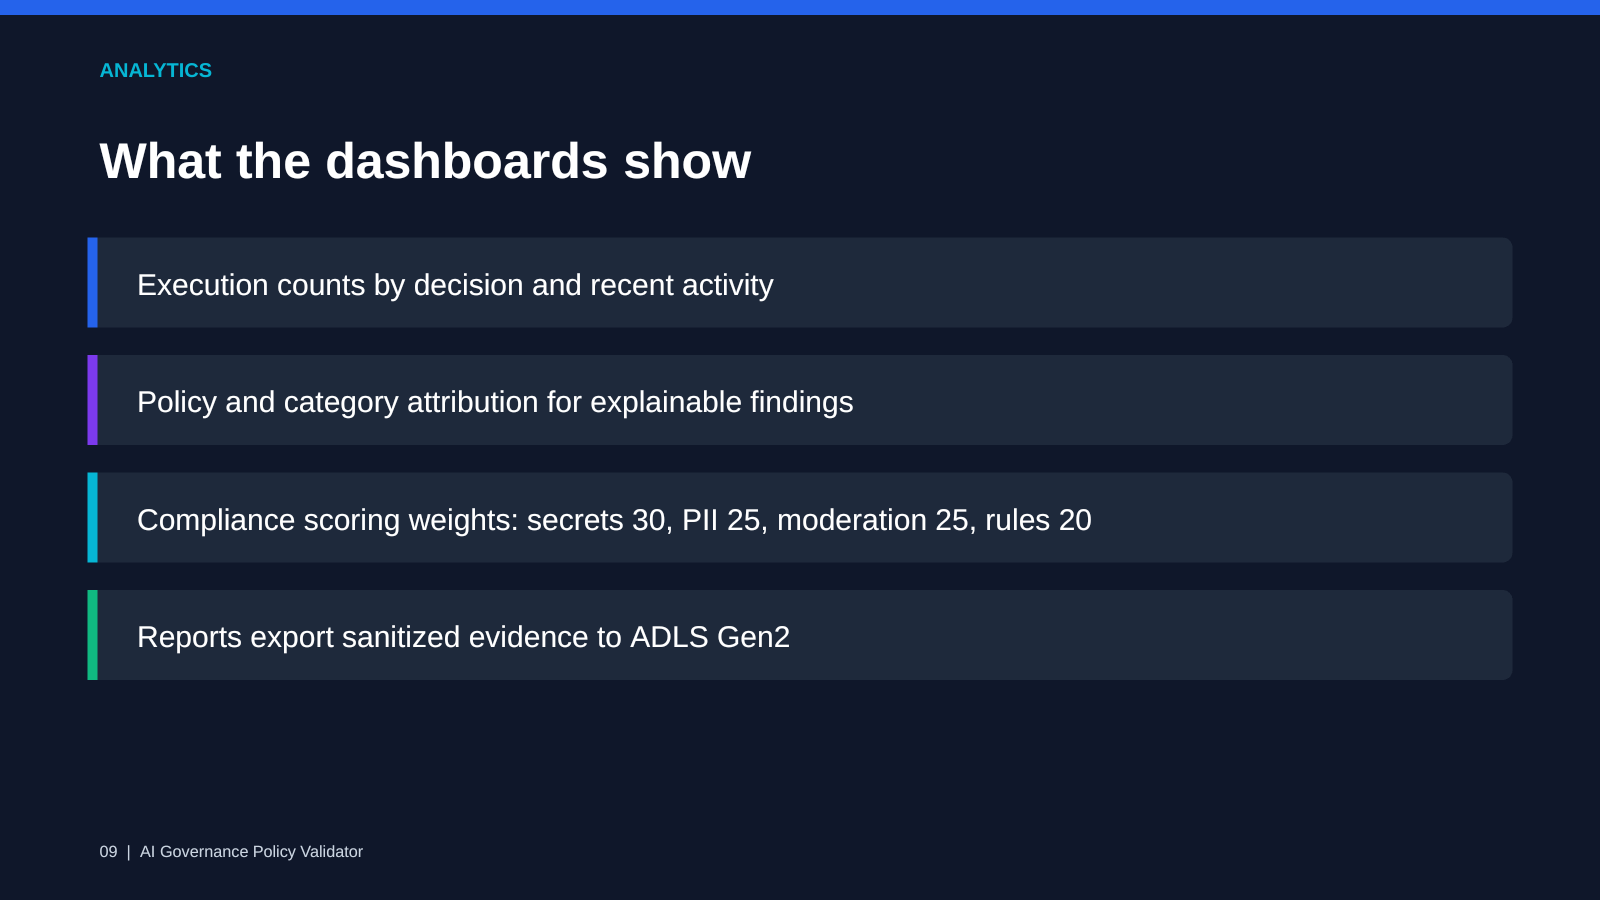 ANALYTICS
What the dashboards show
Execution counts by decision and recent activity
Policy and category attribution for explainable findings
Compliance scoring weights: secrets 30, PII 25, moderation 25, rules 20
Reports export sanitized evidence to ADLS Gen2
09 | AI Governance Policy Validator